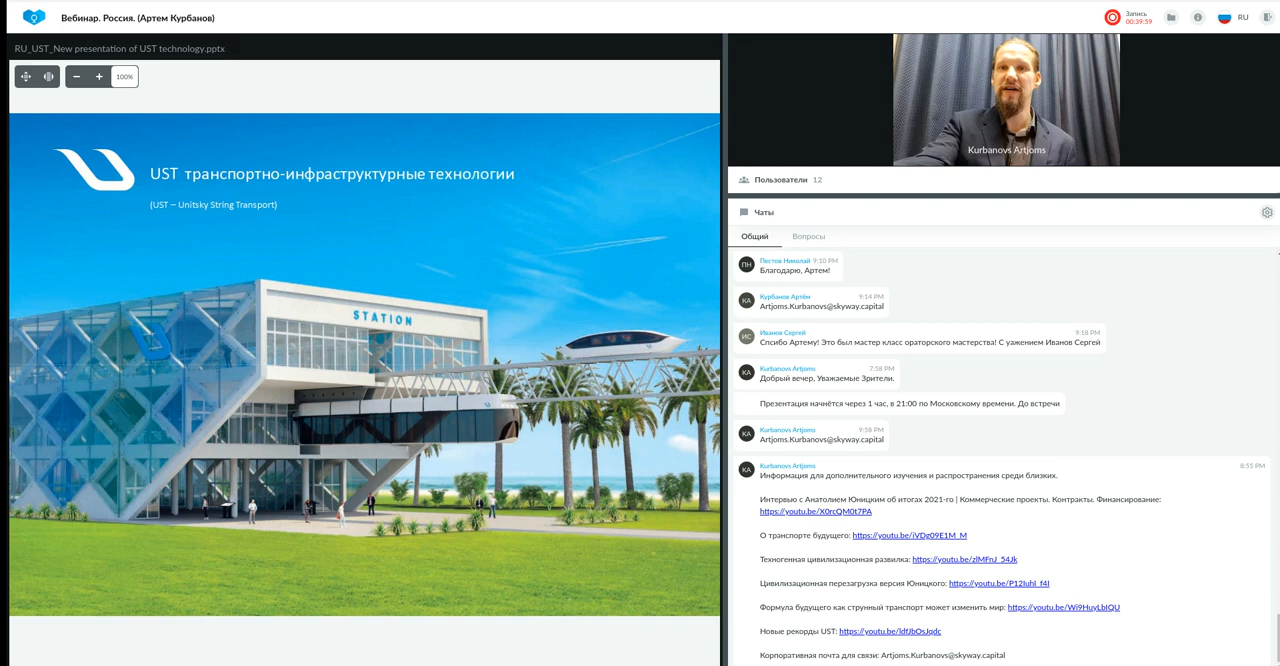 Вебинар. Россия. (Артем Курбанов)
Запись
00:39:59
RU
RU_UST_New presentation of UST technology.pptx
100%
UST транспортно-инфраструктурные технологии
(UST – Unitsky String Transport)
STATION
Kurbanovs Artjoms
Пользователи 12
Чаты
Общий Вопросы
ПН
Пестов Николай 9:10 PM
Благодарю, Артем!
КА
Курбанов Артём 9:14 PM
Artjoms.Kurbanovs@skyway.capital
ИС
Иванов Сергей 9:18 PM
Спсибо Артему! Это был мастер класс ораторского мастерства! С уажением Иванов Сергей
KA
Kurbanovs Artjoms 7:58 PM
Добрый вечер, Уважаемые Зрители.
Презентация начнётся через 1 час, в 21:00 по Московскому времени. До встречи
KA
Kurbanovs Artjoms 9:58 PM
Artjoms.Kurbanovs@skyway.capital
KA
Kurbanovs Artjoms 8:55 PM
Информация для дополнительного изучения и распространения среди близких.
Интервью с Анатолием Юницким об итогах 2021-го | Коммерческие проекты. Контракты. Финансирование:
https://youtu.be/X0rcQM0t7PA
О транспорте будущего: https://youtu.be/iVDg09E1M_M
Техногенная цивилизационная развилка: https://youtu.be/zlMFnJ_54Jk
Цивилизационная перезагрузка версия Юницкого: https://youtu.be/P12IuhI_f4I
Формула будущего как струнный транспорт может изменить мир: https://youtu.be/Wi9HuyLbIQU
Новые рекорды UST: https://youtu.be/ldfJbOsJqdc
Корпоративная почта для связи: Artjoms.Kurbanovs@skyway.capital